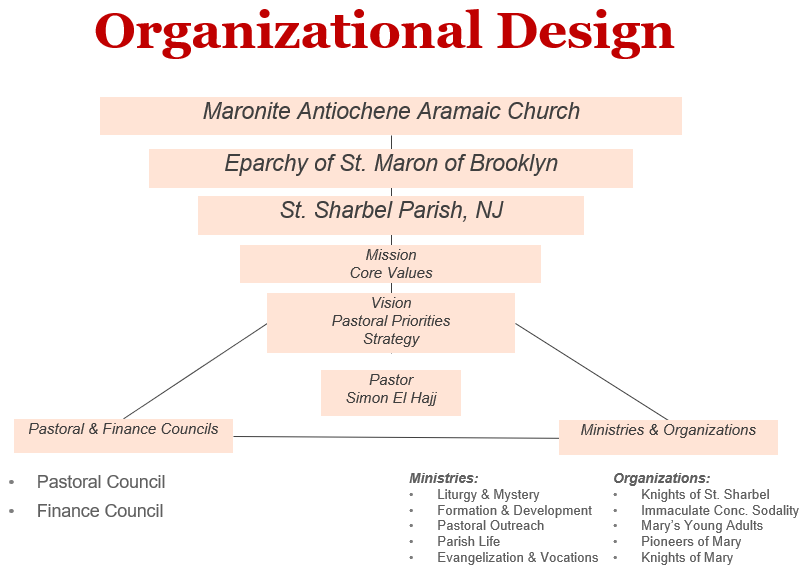 Organizational Design
Maronite Antiochene Aramaic Church
Eparchy of St. Maron of Brooklyn
St. Sharbel Parish, NJ
Mission
Core Values
Vision
Pastoral Priorities
Strategy
Pastor
Simon El Hajj
Pastoral & Finance Councils
Ministries & Organizations
• Pastoral Council
• Finance Council
Ministries:
• Liturgy & Mystery
• Formation & Development
• Pastoral Outreach
• Parish Life
• Evangelization & Vocations
Organizations:
• Knights of St. Sharbel
• Immaculate Conc. Sodality
• Mary’s Young Adults
• Pioneers of Mary
• Knights of Mary